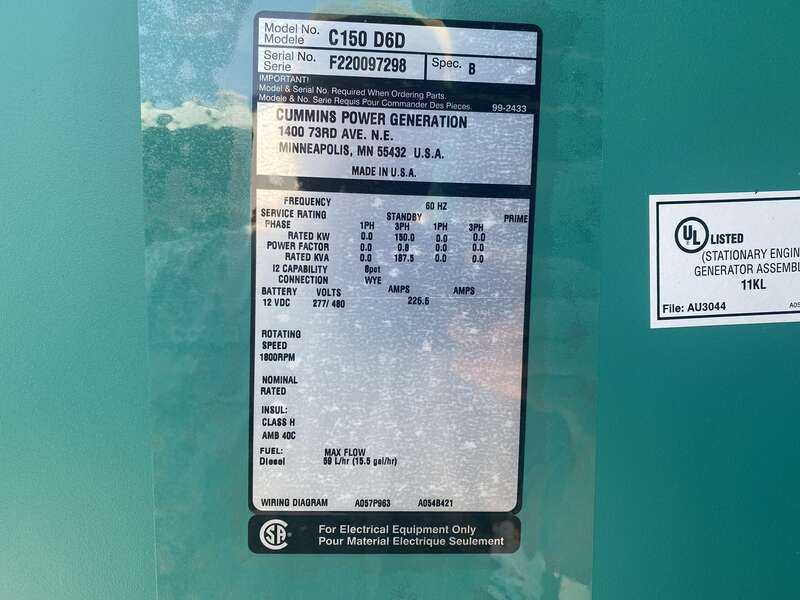 Model No.
Modele
C150 D6D
Serial No.
Serie
F220097298
Spec. B
IMPORTANT!
Model & Serial No. Required When Ordering Parts.
Modele & No. Serie Requis Pour Commander Des Pieces. 99-2433
CUMMINS POWER GENERATION
1400 73RD AVE. N.E.
MINNEAPOLIS, MN 55432 U.S.A.
MADE IN U.S.A.
FREQUENCY 60 HZ
SERVICE RATING STANDBY PRIME
PHASE 1PH 3PH 1PH 3PH
RATED KW 0.0 150.0 0.0 0.0
POWER FACTOR 0.0 0.8 0.0 0.0
RATED KVA 0.0 187.5 0.0 0.0
I2 CAPABILITY 8pct
CONNECTION WYE
BATTERY VOLTS AMPS AMPS
12 VDC 277/ 480 226.5
ROTATING
SPEED
1800RPM
NOMINAL
RATED
INSUL:
CLASS H
AMB 40C
FUEL: MAX FLOW
Diesel 59 L/hr (15.5 gal/hr)
WIRING DIAGRAM A057P963 A054B421
CSA
For Electrical Equipment Only
Pour Material Electrique Seulement
UL LISTED
(STATIONARY ENGIN
GENERATOR ASSEMBL
11KL
File: AU3044 A05